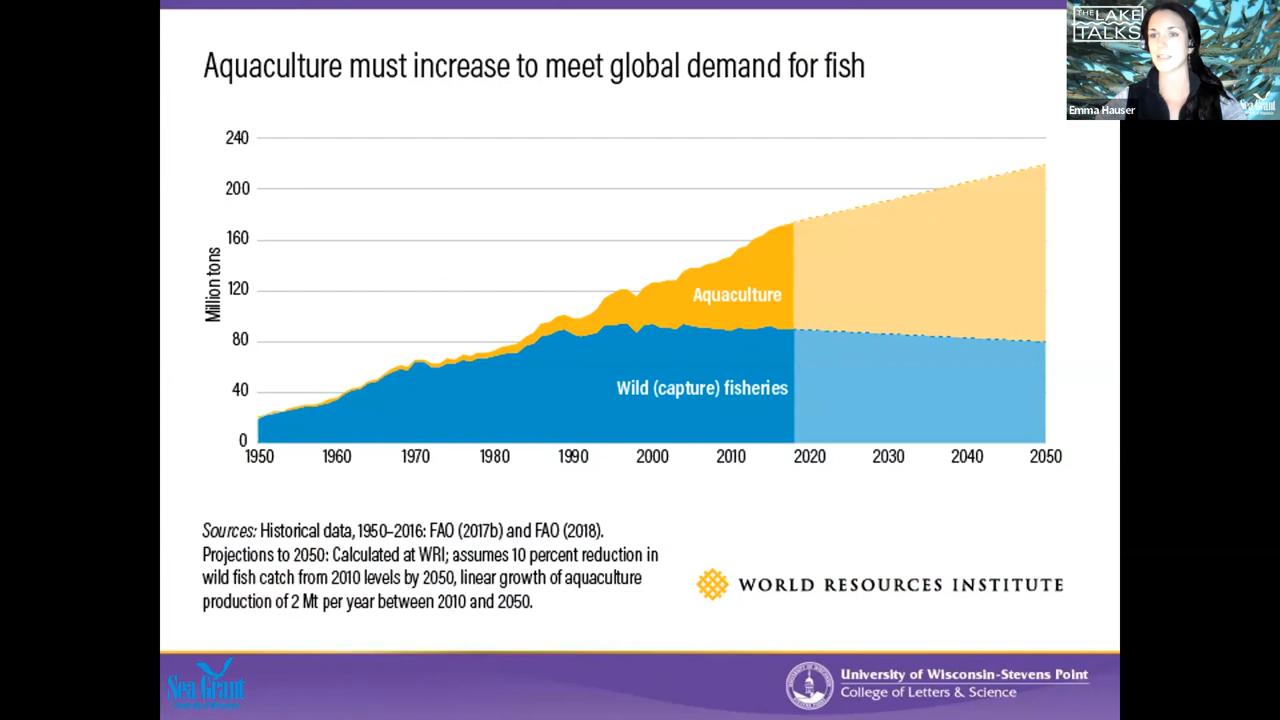 Aquaculture must increase to meet global demand for fish
THE
LAKE
TALKS
Emma Hauser
Sea Grant
240
200
160
120
80
40
0
Million tons
Aquaculture
Wild (capture) fisheries
1950 1960 1970 1980 1990 2000 2010 2020 2030 2040 2050
Sources: Historical data, 1950–2016: FAO (2017b) and FAO (2018).
Projections to 2050: Calculated at WRI; assumes 10 percent reduction in
wild fish catch from 2010 levels by 2050, linear growth of aquaculture
production of 2 Mt per year between 2010 and 2050.
WORLD RESOURCES INSTITUTE
Sea Grant
University of Wisconsin-Stevens Point
College of Letters & Science